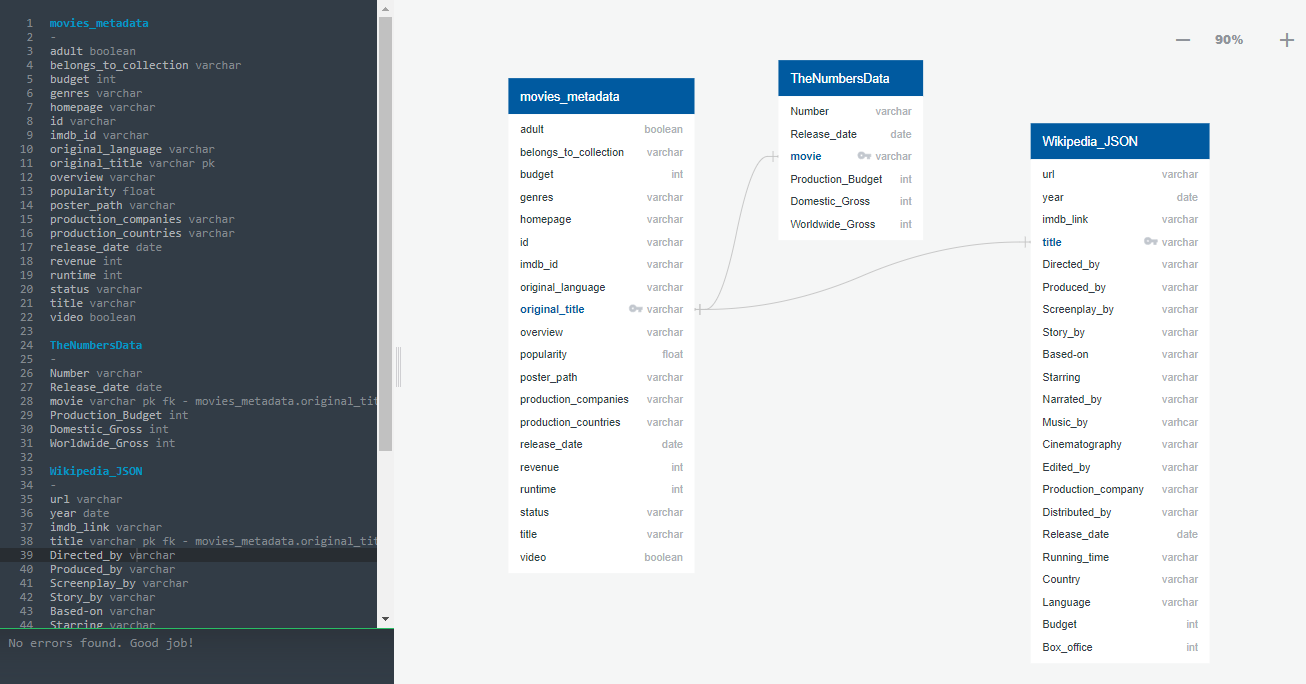 1 movies_metadata
2 -
3 adult boolean
4 belongs_to_collection varchar
5 budget int
6 genres varchar
7 homepage varchar
8 id varchar
9 imdb_id varchar
10 original_language varchar
11 original_title varchar pk
12 overview varchar
13 popularity float
14 poster_path varchar
15 production_companies varchar
16 production_countries varchar
17 release_date date
18 revenue int
19 runtime int
20 status varchar
21 title varchar
22 video boolean
23
24 TheNumbersData
25 -
26 Number varchar
27 Release_date date
28 movie varchar pk fk - movies_metadata.original_tit
29 Production_Budget int
30 Domestic_Gross int
31 Worldwide_Gross int
32
33 Wikipedia_JSON
34 -
35 url varchar
36 year date
37 imdb_link varchar
38 title varchar pk fk - movies_metadata.original_tit
39 Directed_by varchar
40 Produced_by varchar
41 Screenplay_by varchar
42 Story_by varchar
43 Based-on varchar
44 Starring varchar
No errors found. Good job!
90%
movies_metadata
adult boolean
belongs_to_collection varchar
budget int
genres varchar
homepage varchar
id varchar
imdb_id varchar
original_language varchar
original_title varchar
overview varchar
popularity float
poster_path varchar
production_companies varchar
production_countries varchar
release_date date
revenue int
runtime int
status varchar
title varchar
video boolean
TheNumbersData
Number varchar
Release_date date
movie varchar
Production_Budget int
Domestic_Gross int
Worldwide_Gross int
Wikipedia_JSON
url varchar
year date
imdb_link varchar
title varchar
Directed_by varchar
Produced_by varchar
Screenplay_by varchar
Story_by varchar
Based-on varchar
Starring varchar
Narrated_by varchar
Music_by varhcar
Cinematography varchar
Edited_by varchar
Production_company varchar
Distributed_by varchar
Release_date date
Running_time varchar
Country varchar
Language varchar
Budget int
Box_office int